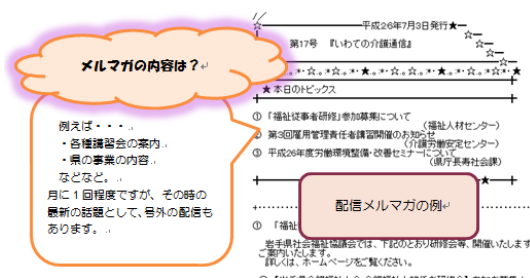 メルマガの内容は？
例えば・・・
・各種講習会の案内
・県の事業の内容
などなど。
月に１回程度ですが、その時の
最新の話題として、号外の配信も
あります。
平成26年7月3日発行★
第17号 『いわての介護通信』
★本日のトピックス
① 「福祉従事者研修」参加募集について
（福祉人材センター）
② 第3回雇用管理責任者講習開催のお知らせ
（介護労働安定センター）
③ 平成26年度労働環境整備・改善セミナーについて
（県庁長寿社会課）
配信メルマガの例
① 「福祉
岩手県社会福祉協議会では、下記のとおり研修会等、開催いたします
ご案内いたします。
詳しくは、ホームページをご覧ください。